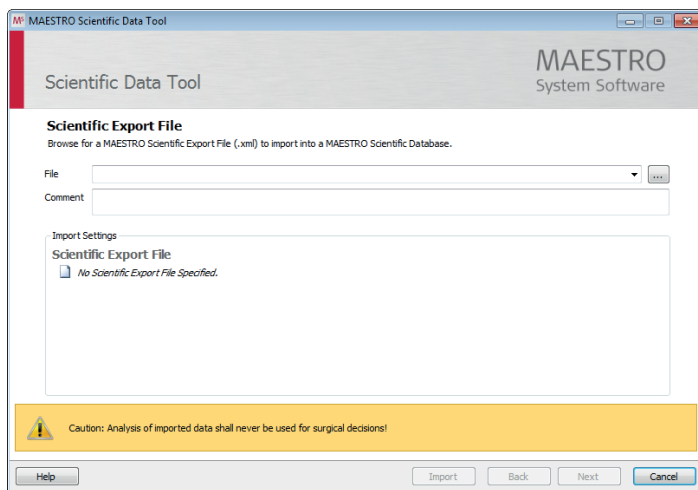 MAESTRO Scientific Data Tool
MAESTRO
Scientific Data Tool
System Software
Scientific Export File
Browse for a MAESTRO Scientific Export File (.xml) to import into a MAESTRO Scientific Database.
File
...
Comment
Import Settings
Scientific Export File
No Scientific Export File Specified.
Caution: Analysis of imported data shall never be used for surgical decisions!
Help Import Back Next Cancel